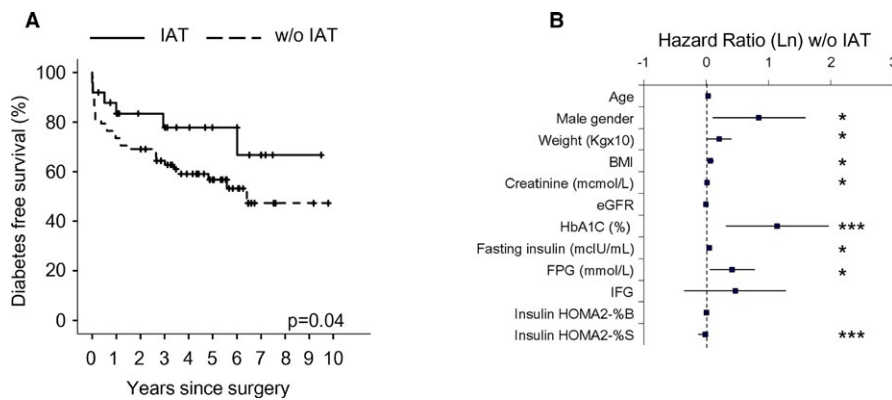 A
IAT
w/o IAT
Diabetes free survival (%)
100
80
60
40
20
0
p=0.04
0 1 2 3 4 5 6 7 8 9 10
Years since surgery
B
Hazard Ratio (Ln) w/o IAT
-1 0 1 2 3
Age
Male gender *
Weight (Kgx10) *
BMI *
Creatinine (mcmol/L) *
eGFR
HbA1C (%) ***
Fasting insulin (mcIU/mL) *
FPG (mmol/L) *
IFG
Insulin HOMA2-%B
Insulin HOMA2-%S ***